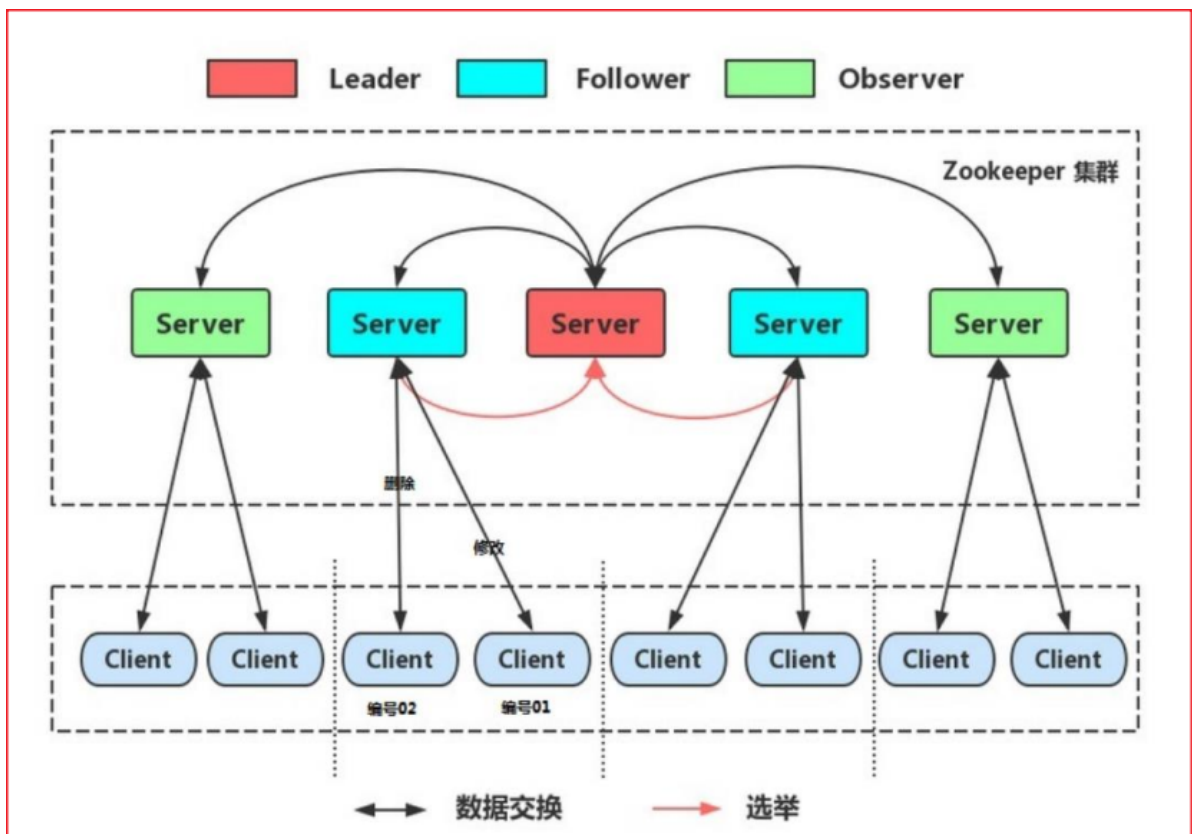 Leader Follower Observer
Zookeeper 集群
Server Server Server Server Server
删除
修改
Client Client Client Client Client Client Client Client
编号02 编号01
数据交换 选举